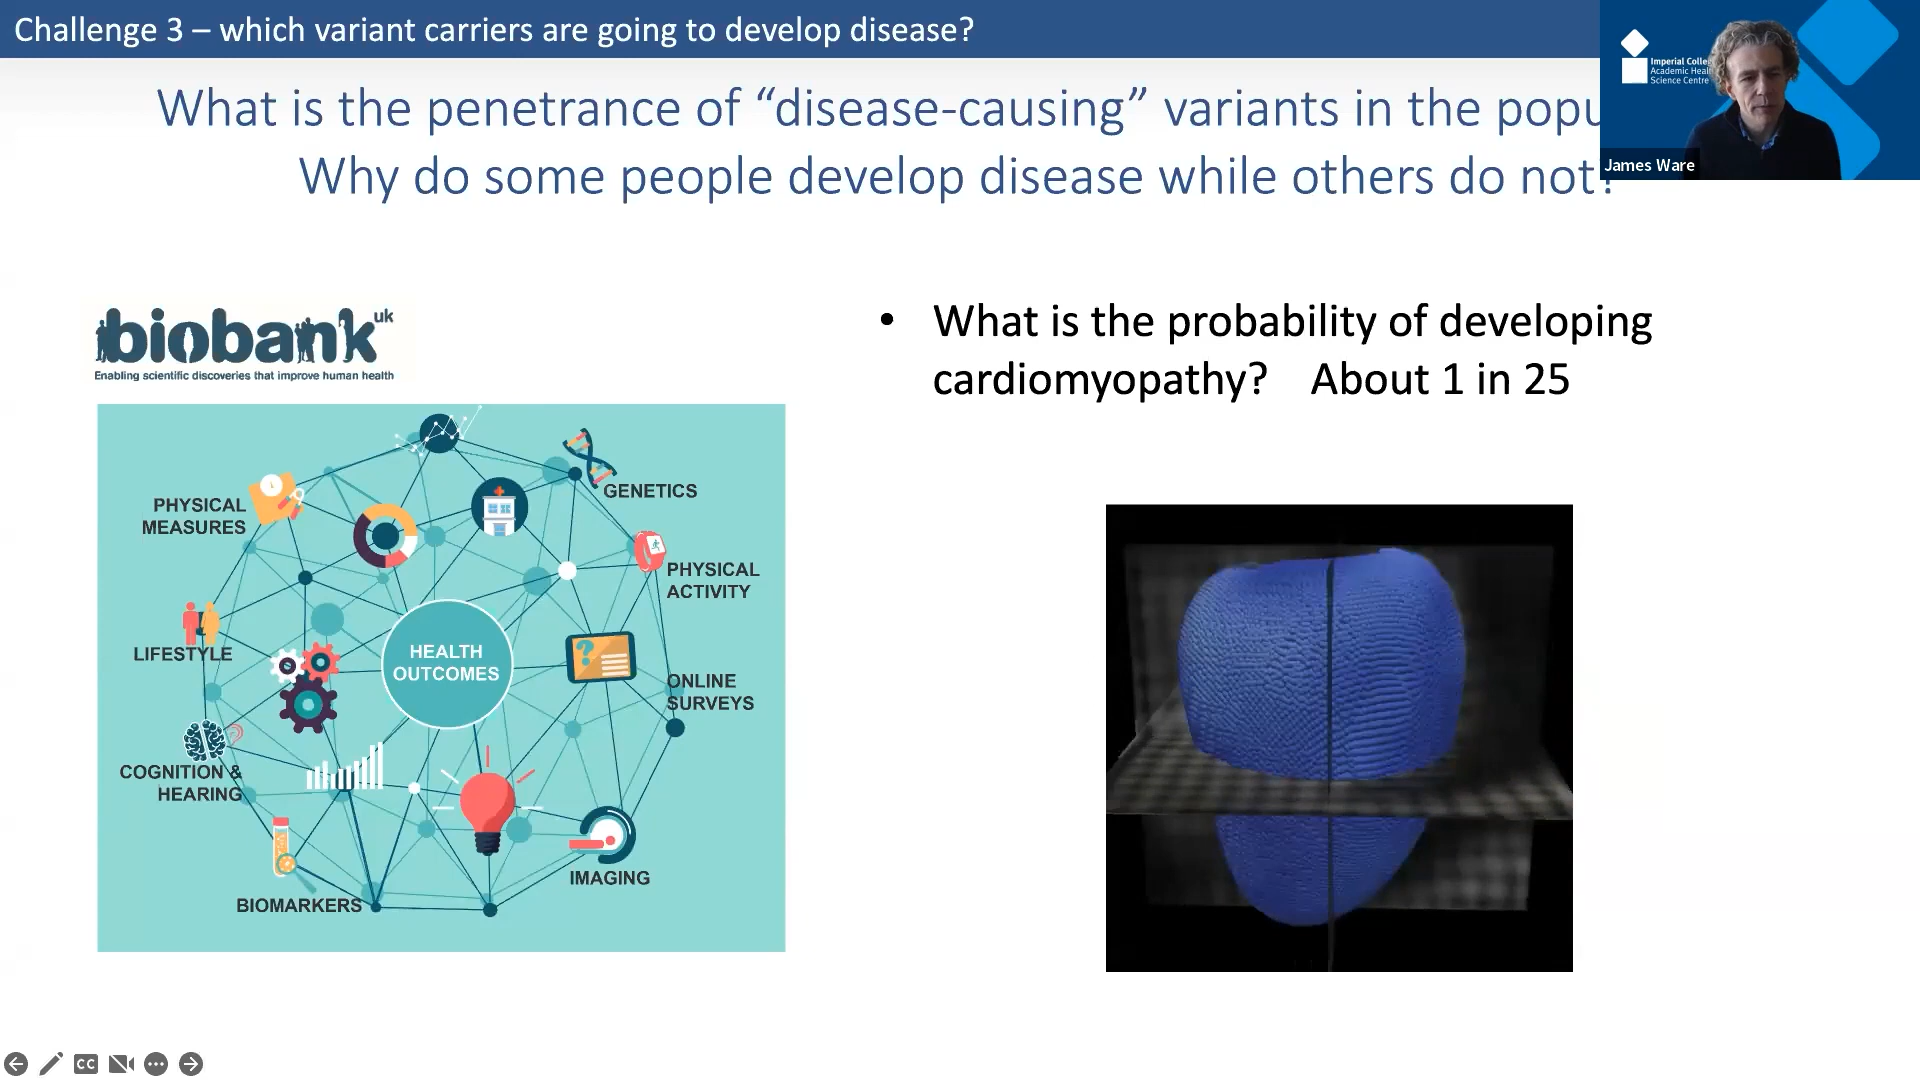 Challenge 3 – which variant carriers are going to develop disease?
What is the penetrance of “disease-causing” variants in the popu
Why do some people develop disease while others do not?
Imperial Colle
Academic Heal
Science Centre
James Ware
biobank uk
Enabling scientific discoveries that improve human health
• What is the probability of developing
cardiomyopathy? About 1 in 25
GENETICS
PHYSICAL
MEASURES
PHYSICAL
ACTIVITY
LIFESTYLE
HEALTH
OUTCOMES
ONLINE
SURVEYS
COGNITION &
HEARING
IMAGING
BIOMARKERS
CC